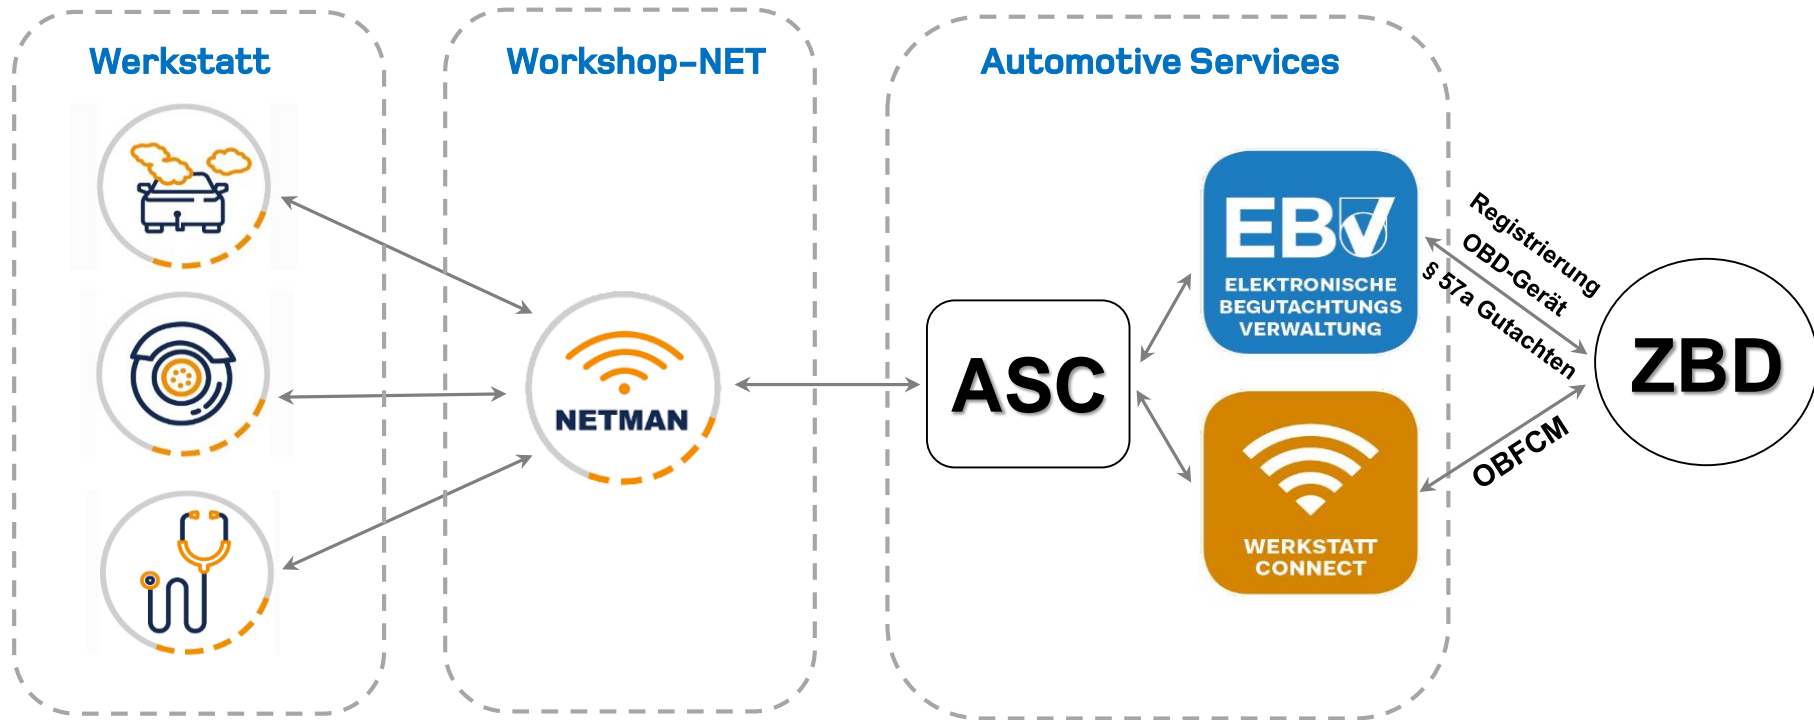 Werkstatt
Workshop-NET
Automotive Services
NETMAN
ASC
EBV
ELEKTRONISCHE
BEGUTACHTUNGS
VERWALTUNG
WERKSTATT
CONNECT
Registrierung
OBD-Gerät
§ 57a Gutachten
OBFCM
ZBD